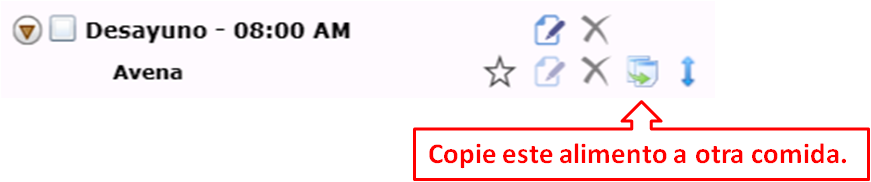 Desayuno - 08:00 AM
Avena
Copie este alimento a otra comida.